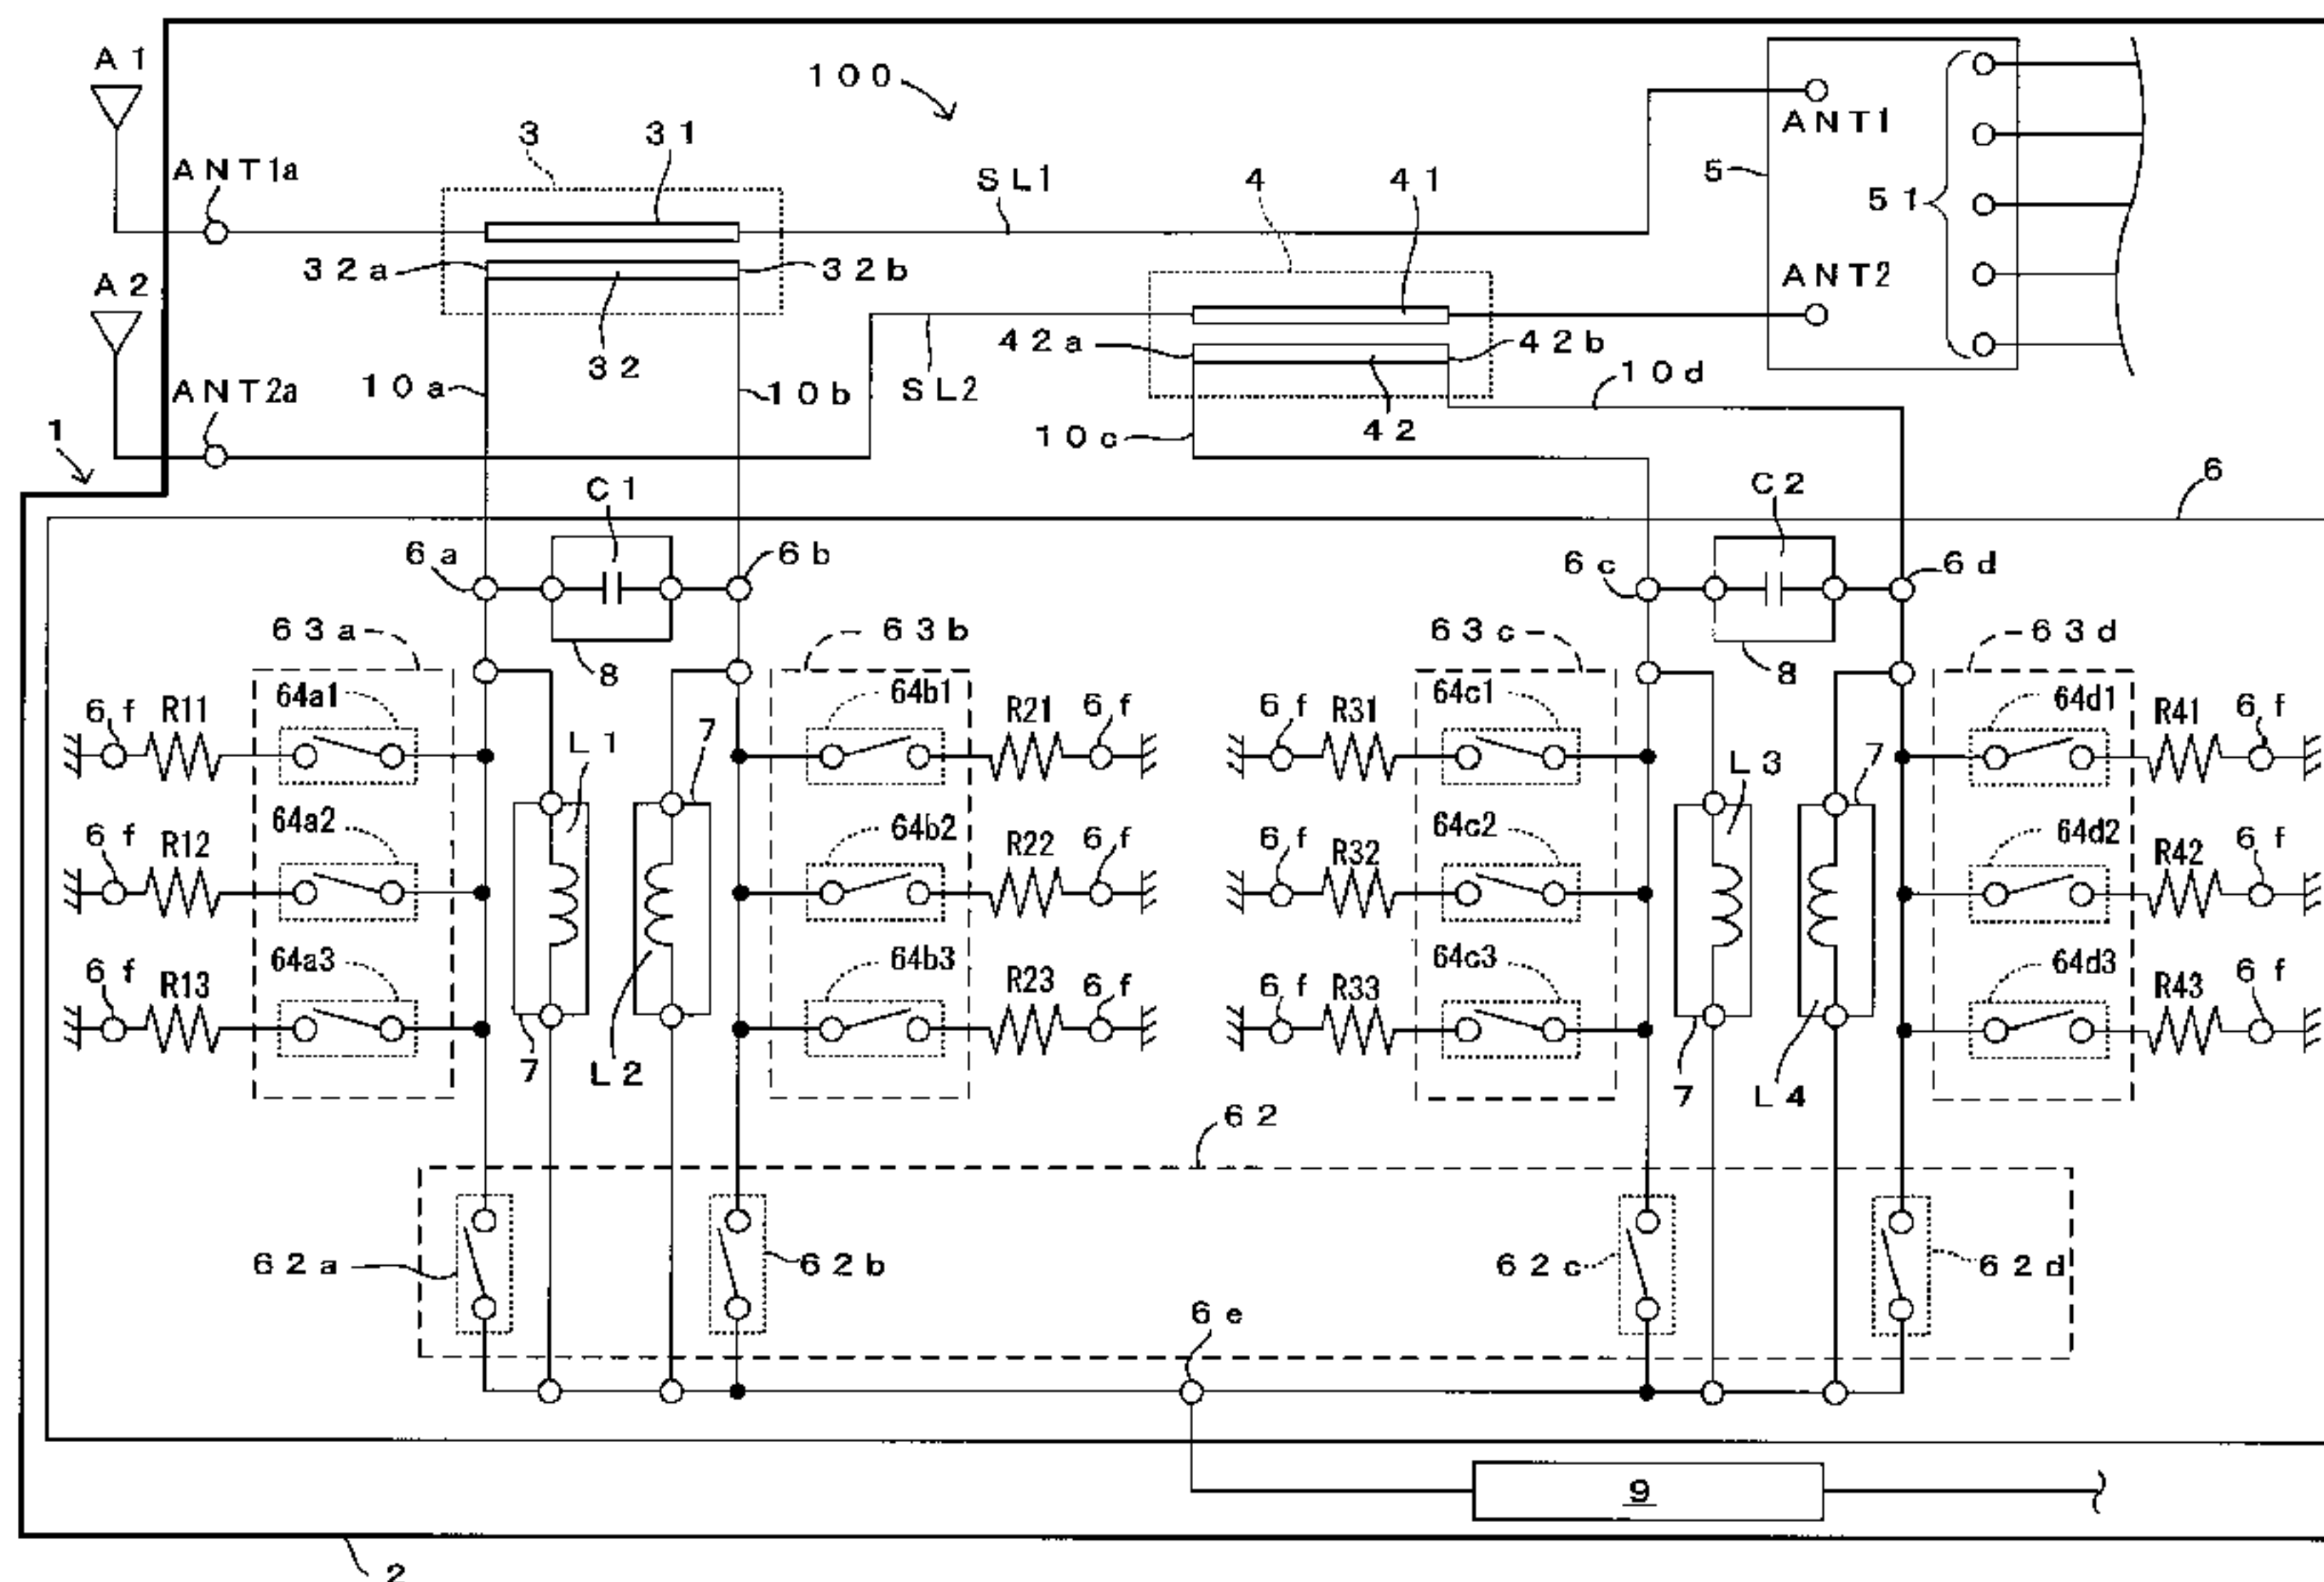 A1
100
ANT1
5
51
3
31
ANT1a
SL1
4
41
32a
32b
A2
ANT2
32
42a
42b
10a
10b
SL2
10d
ANT2a
10c
42
1
6
C1
C2
6a
6b
6c
6d
63a
63b
63c
63d
8
8
64a1
64b1
64c1
64d1
6f
R11
R21
6f
6f
R31
R41
6f
L1
7
L3
7
64a2
64b2
64c2
64d2
6f
R12
R22
6f
6f
R32
R42
6f
64a3
64b3
64c3
64d3
6f
R13
R23
6f
6f
R33
R43
6f
7
L2
7
L4
62
62a
62b
62c
62d
6e
9
2